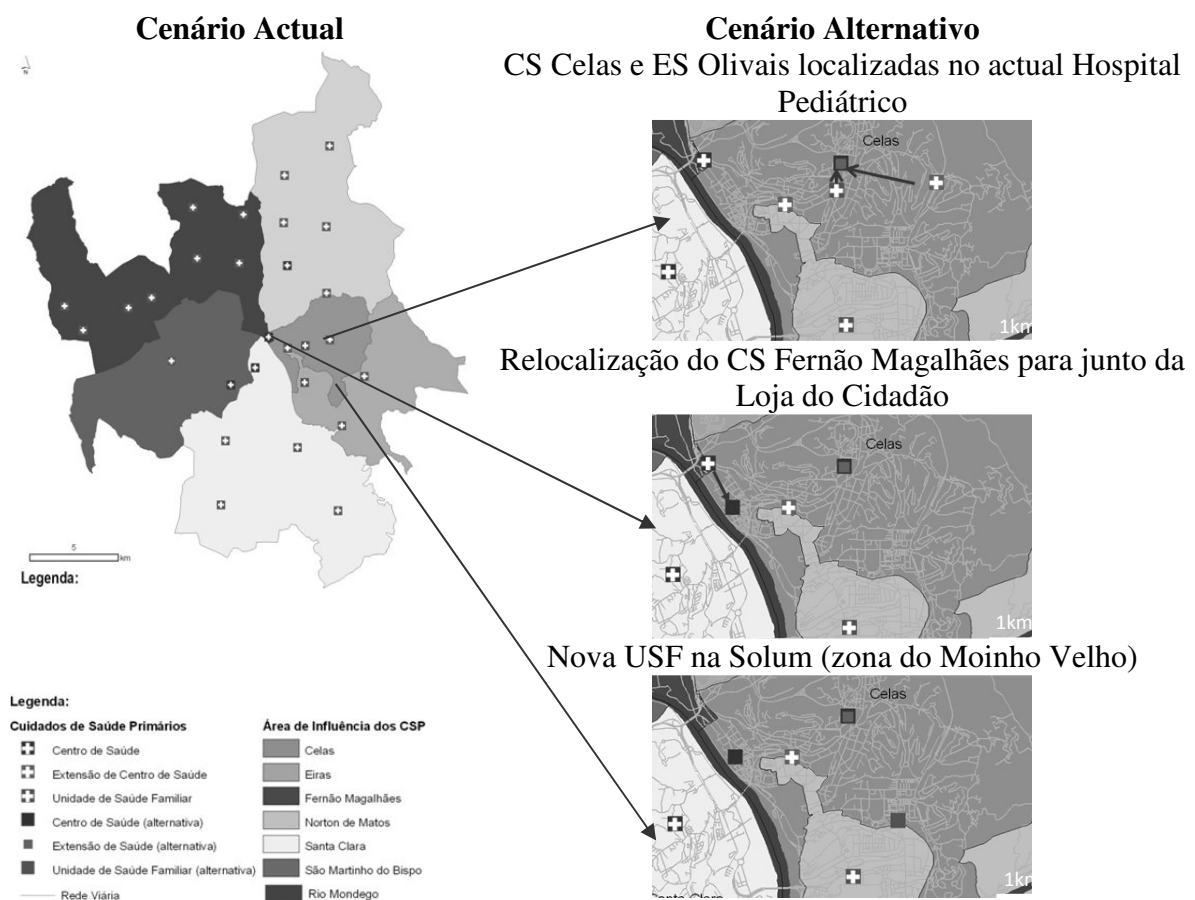 Cenário Actual
Cenário Alternativo
CS Celas e ES Olivais localizadas no actual Hospital
Pediátrico
N
Celas
1km
Relocalização do CS Fernão Magalhães para junto da
Loja do Cidadão
Celas
1km
5
km
Legenda:
Nova USF na Solum (zona do Moinho Velho)
Celas
1km
Santa Clara
Legenda:
Cuidados de Saúde Primários
Centro de Saúde
Extensão de Centro de Saúde
Unidade de Saúde Familiar
Centro de Saúde (alternativa)
Extensão de Saúde (alternativa)
Unidade de Saúde Familiar (alternativa)
Rede Viária
Área de Influência dos CSP
Celas
Eiras
Fernão Magalhães
Norton de Matos
Santa Clara
São Martinho do Bispo
Rio Mondego